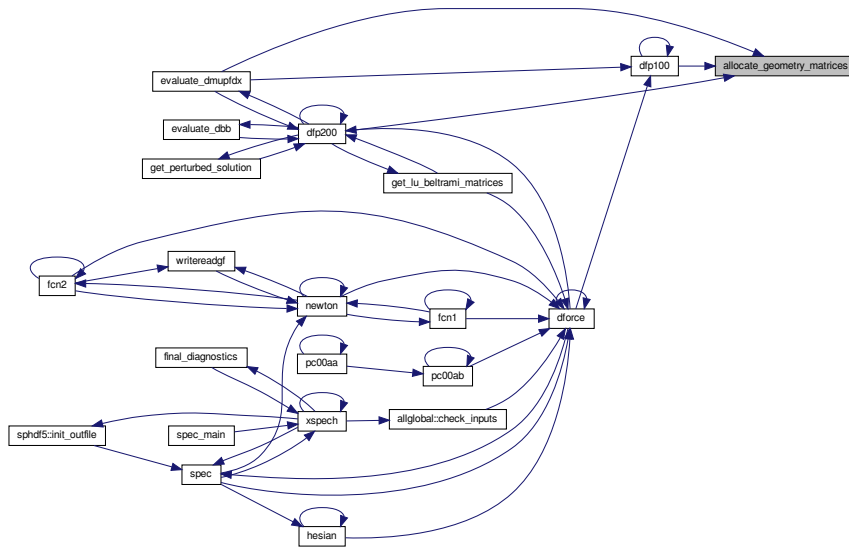 allocate_geometry_matrices
dfp100
evaluate_dmupfdx
evaluate_dbb
dfp200
get_perturbed_solution
get_lu_beltrami_matrices
writereadgf
fcn2
newton
fcn1
dforce
final_diagnostics
pc00aa
pc00ab
allglobal::check_inputs
xspech
sphdf5::init_outfile
spec_main
spec
hesian